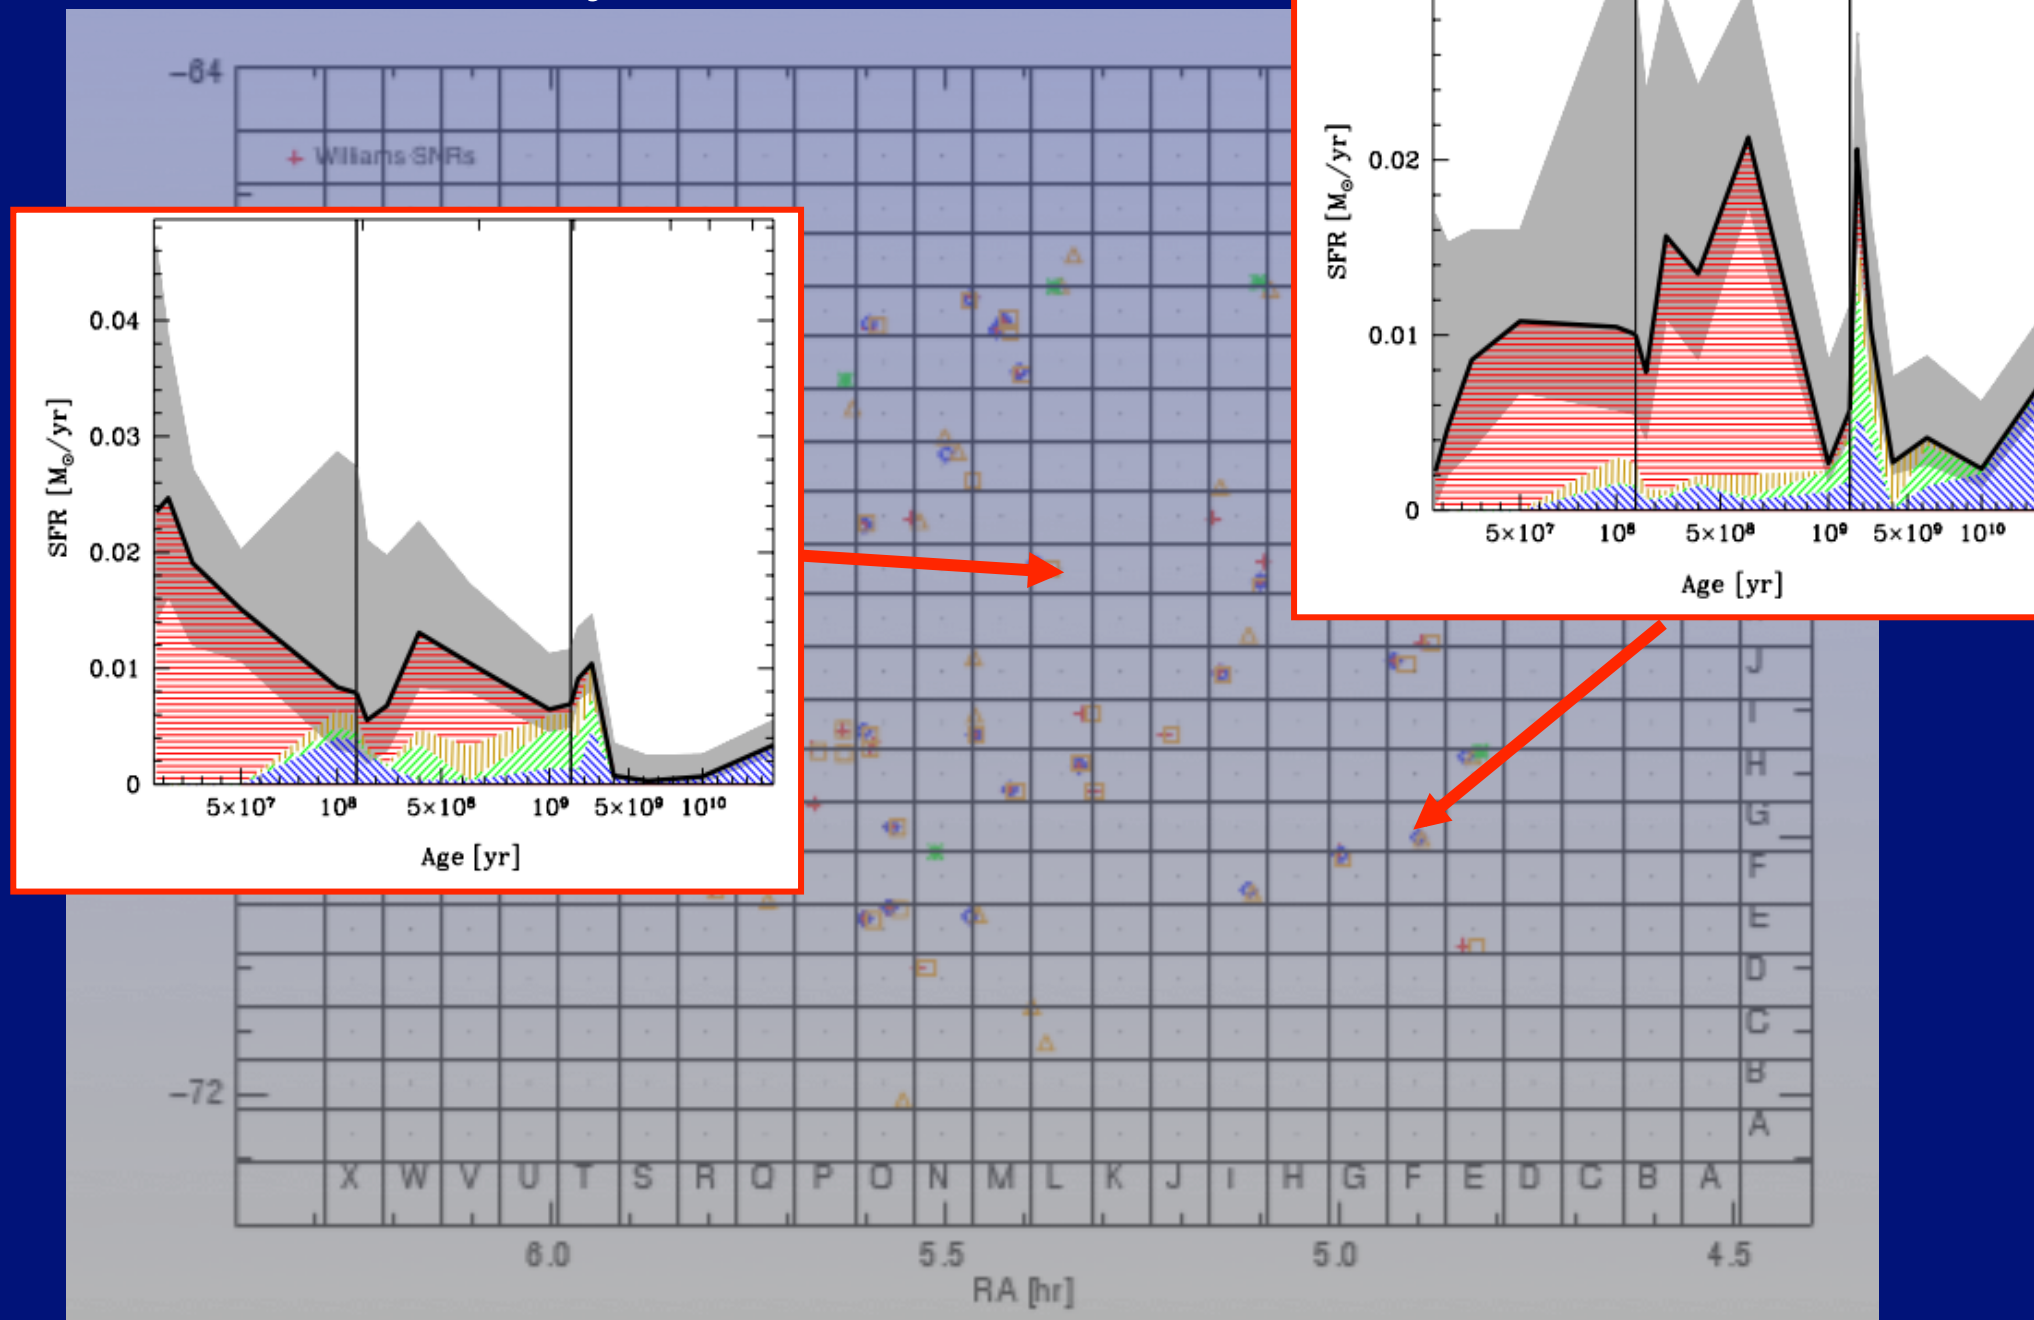 -64
+ Williams SNRs
SFR [M⊙/yr]
0.04
0.03
0.02
0.01
0
5×10⁷ 10⁸ 5×10⁸ 10⁹ 5×10⁹ 10¹⁰
Age [yr]
SFR [M⊙/yr]
0.02
0.01
0
5×10⁷ 10⁸ 5×10⁸ 10⁹ 5×10⁹ 10¹⁰
Age [yr]
J
I
H
G
F
E
D
C
B
A
-72
X W V U T S R Q P O N M L K J I H G F E D C B A
6.0 5.5 5.0 4.5
RA [hr]